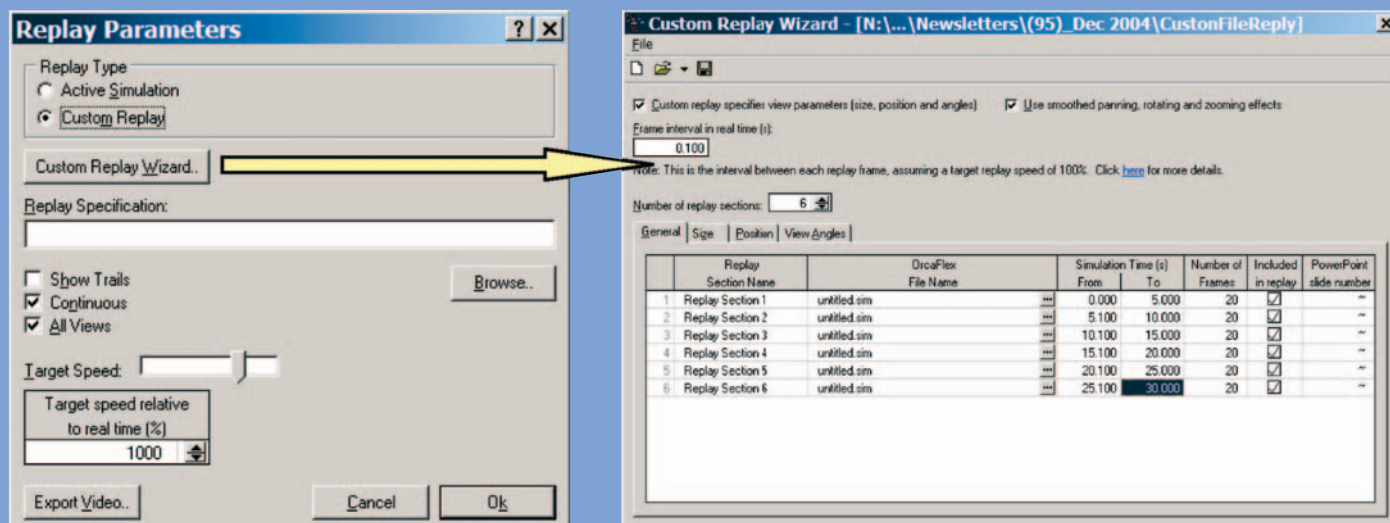 Replay Parameters
Replay Type
Active Simulation
Custom Replay
Custom Replay Wizard..
Replay Specification:
Show Trails
Continuous
All Views
Browse..
Target Speed:
Target speed relative
to real time (%)
1000
Export Video..
Cancel
Ok
Custom Replay Wizard - [N:\...\Newsletters\(95)_Dec 2004\CustonFileReply]
File
Custom replay specifies view parameters (size, position and angles)
Use smoothed panning, rotating and zooming effects
Frame interval in real time (s):
0.100
Note: This is the interval between each replay frame, assuming a target replay speed of 100%. Click here for more details.
Number of replay sections: 6
General Size Position View Angles
Replay OrcaFlex Simulation Time (s) Number of Included PowerPoint
Section Name File Name From To Frames in replay slide number
1 Replay Section 1 untitled.sim ... 0.000 5.000 20 ~
2 Replay Section 2 untitled.sim ... 5.100 10.000 20 ~
3 Replay Section 3 untitled.sim ... 10.100 15.000 20 ~
4 Replay Section 4 untitled.sim ... 15.100 20.000 20 ~
5 Replay Section 5 untitled.sim ... 20.100 25.000 20 ~
6 Replay Section 6 untitled.sim ... 25.100 30.000 20 ~